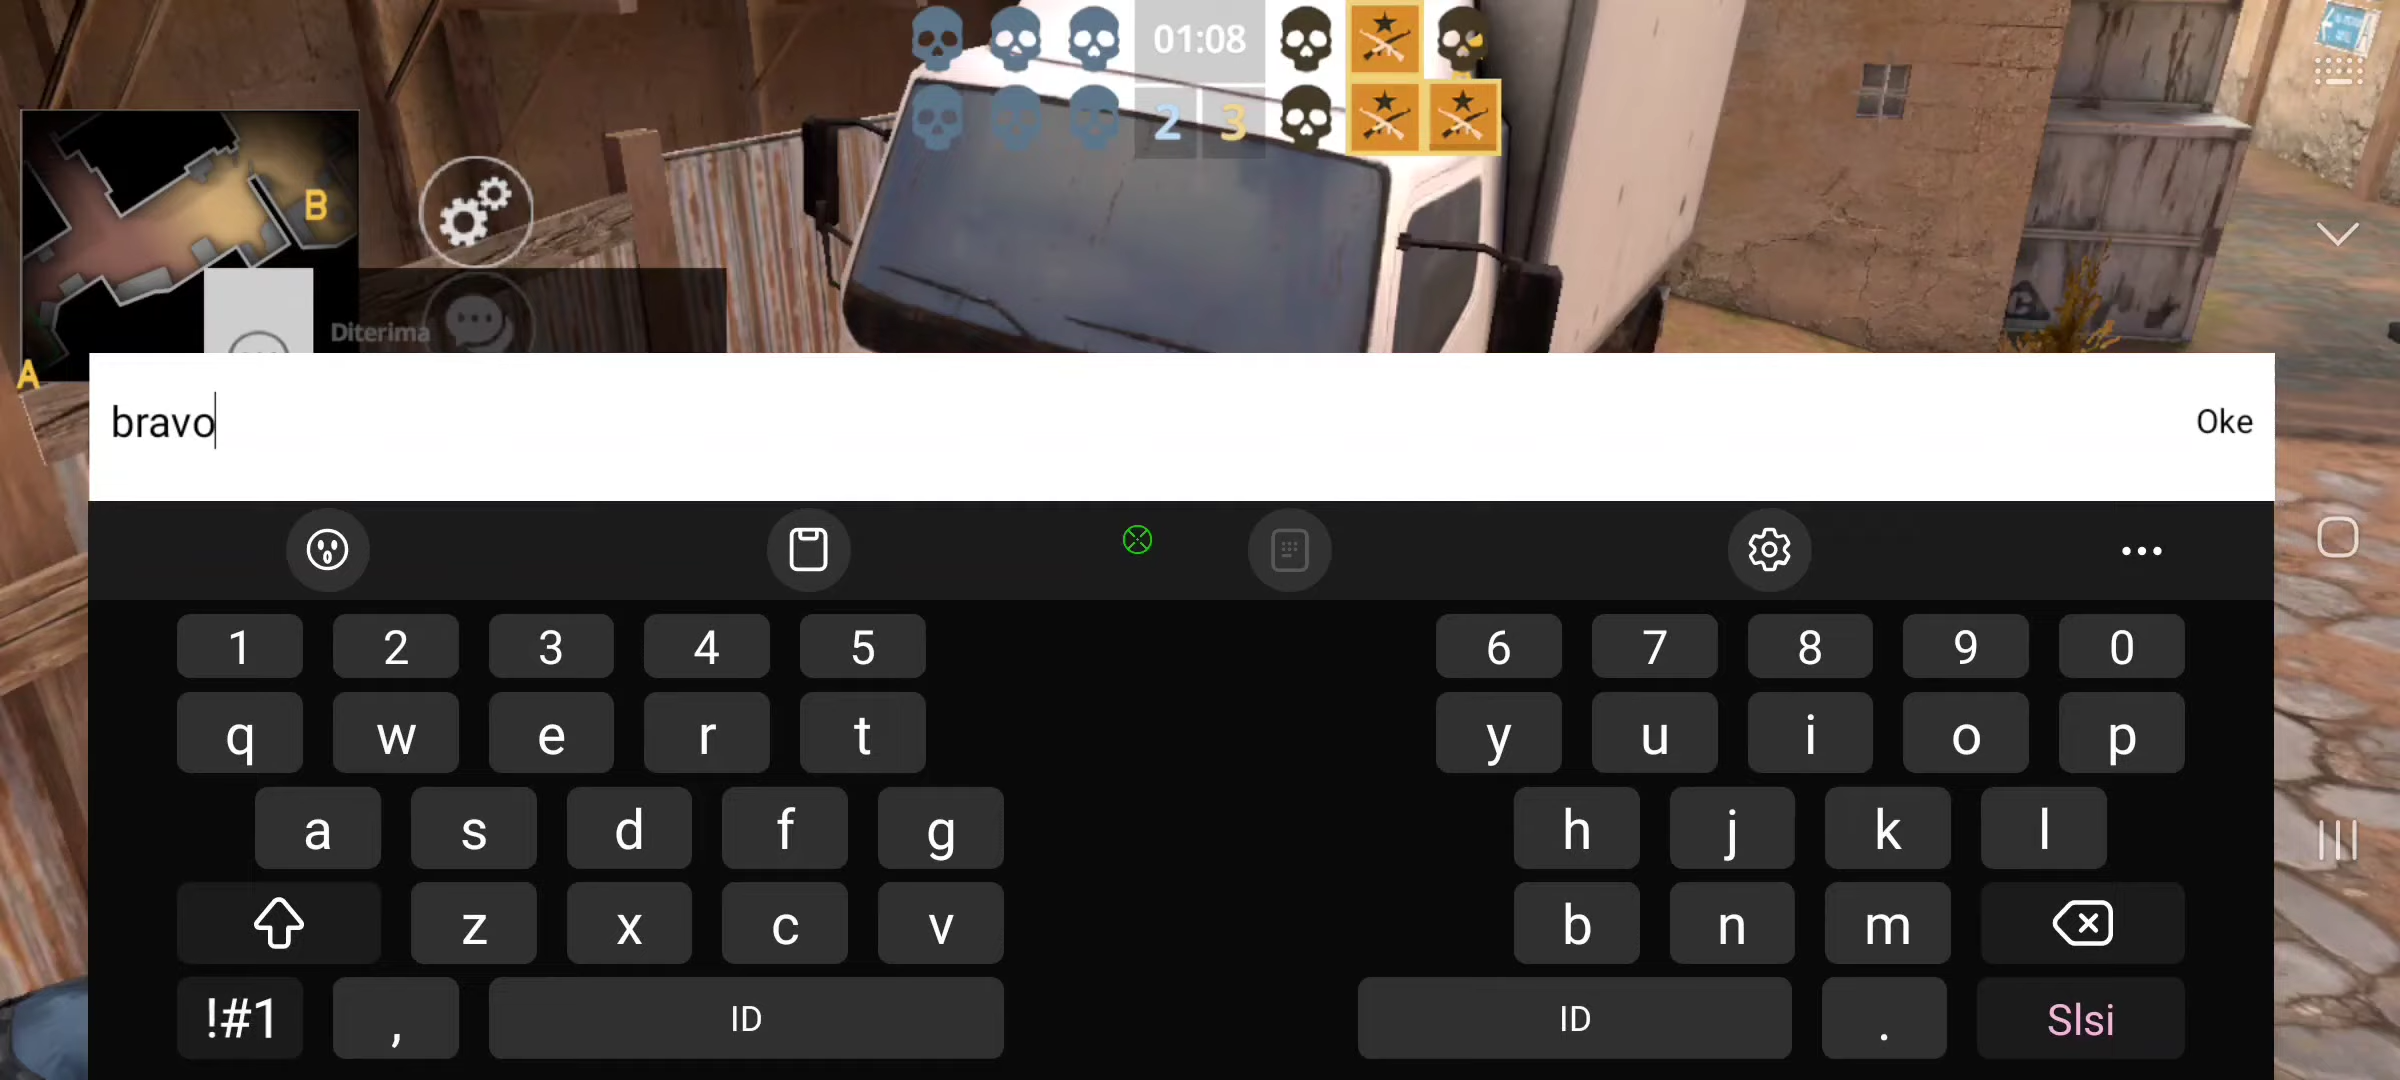 01:08
2 3
B
Diterima
A
bravo
Oke
1 2 3 4 5 6 7 8 9 0
q w e r t y u i o p
a s d f g h j k l
z x c v b n m
!#1 , ID ID . Slsi